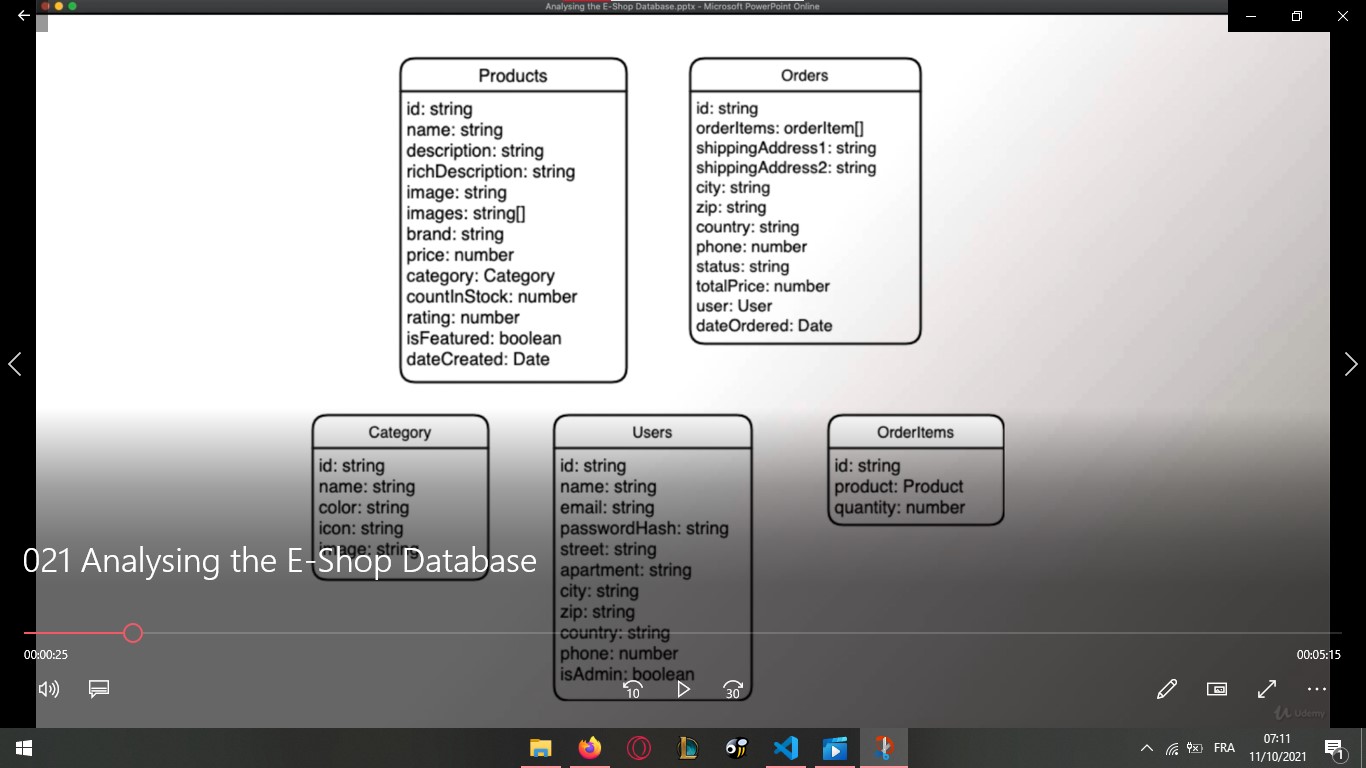 Analysing the E-Shop Database.pptx - Microsoft PowerPoint Online
Products
id: string
name: string
description: string
richDescription: string
image: string
images: string[]
brand: string
price: number
category: Category
countInStock: number
rating: number
isFeatured: boolean
dateCreated: Date
Orders
id: string
orderItems: orderItem[]
shippingAddress1: string
shippingAddress2: string
city: string
zip: string
country: string
phone: number
status: string
totalPrice: number
user: User
dateOrdered: Date
Category
id: string
name: string
color: string
icon: string
image: string
Users
id: string
name: string
email: string
passwordHash: string
street: string
apartment: string
city: string
zip: string
country: string
phone: number
isAdmin: boolean
OrderItems
id: string
product: Product
quantity: number
021 Analysing the E-Shop Database
00:00:25
00:05:15
10
30
Udemy
FRA
07:11
11/10/2021
1